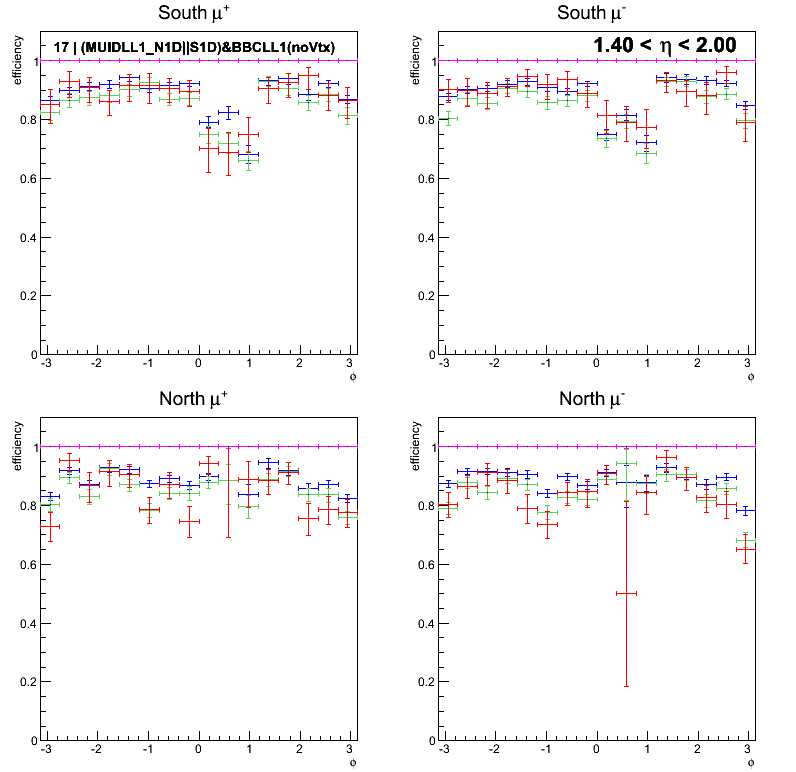 South μ+
South μ-
efficiency
17 | (MUIDLL1_N1D||S1D)&BBCLL1(noVtx)
1
0.8
0.6
0.4
0.2
0
-3 -2 -1 0 1 2 3
φ
efficiency
1.40 < η < 2.00
1
0.8
0.6
0.4
0.2
0
-3 -2 -1 0 1 2 3
φ
North μ+
North μ-
efficiency
1
0.8
0.6
0.4
0.2
0
-3 -2 -1 0 1 2 3
φ
efficiency
1
0.8
0.6
0.4
0.2
0
-3 -2 -1 0 1 2 3
φ